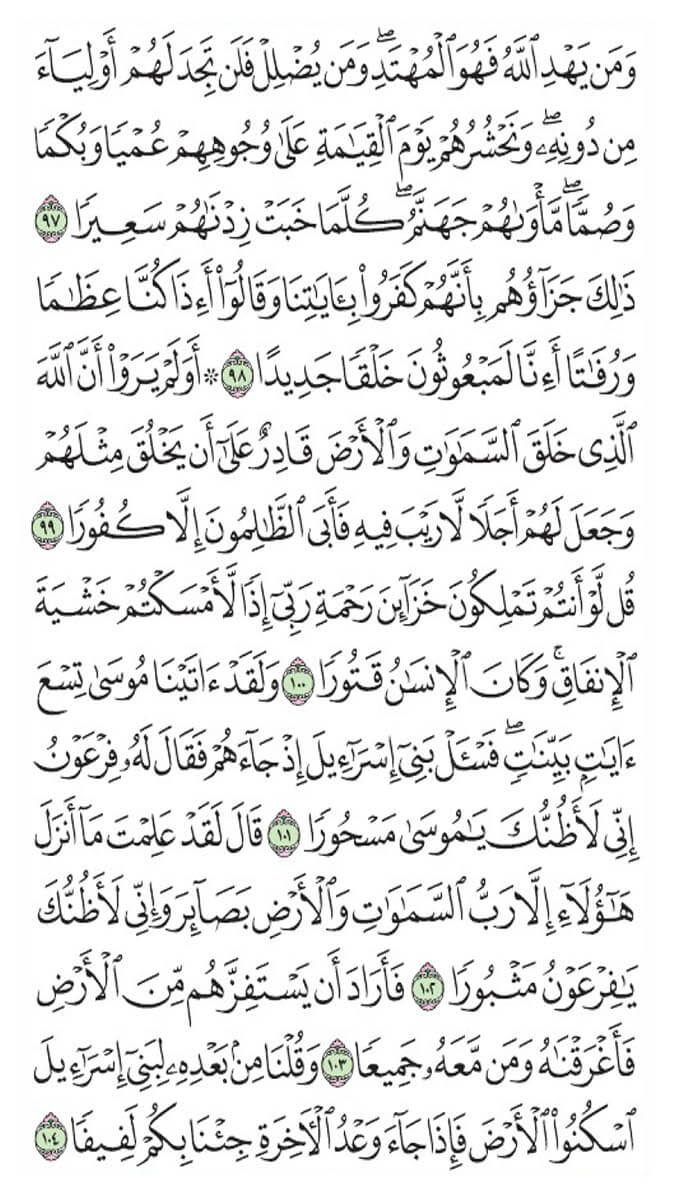 وَمَن يَهْدِ ٱللَّهُ فَهُوَ ٱلْمُهْتَدِۖ وَمَن يُضْلِلْ فَلَن تَجِدَ لَهُمْ أَوْلِيَآءَ
مِن دُونِهِۦۖ وَنَحْشُرُهُمْ يَوْمَ ٱلْقِيَٰمَةِ عَلَىٰ وُجُوهِهِمْ عُمْيًا وَبُكْمًا
وَصُمًّاۖ مَّأْوَىٰهُمْ جَهَنَّمُۖ كُلَّمَا خَبَتْ زِدْنَٰهُمْ سَعِيرًا ٩٧
ذَٰلِكَ جَزَآؤُهُم بِأَنَّهُمْ كَفَرُوا۟ بِـَٔايَٰتِنَا وَقَالُوٓا۟ أَءِذَا كُنَّا عِظَٰمًا
وَرُفَٰتًا أَءِنَّا لَمَبْعُوثُونَ خَلْقًا جَدِيدًا ٩٨ ۞ أَوَلَمْ يَرَوْا۟ أَنَّ ٱللَّهَ
ٱلَّذِى خَلَقَ ٱلسَّمَٰوَٰتِ وَٱلْأَرْضَ قَادِرٌ عَلَىٰٓ أَن يَخْلُقَ مِثْلَهُمْ
وَجَعَلَ لَهُمْ أَجَلًا لَّا رَيْبَ فِيهِ فَأَبَى ٱلظَّٰلِمُونَ إِلَّا كُفُورًا ٩٩
قُل لَّوْ أَنتُمْ تَمْلِكُونَ خَزَآئِنَ رَحْمَةِ رَبِّىٓ إِذًا لَّأَمْسَكْتُمْ خَشْيَةَ
ٱلْإِنفَاقِۚ وَكَانَ ٱلْإِنسَٰنُ قَتُورًا ١٠٠ وَلَقَدْ ءَاتَيْنَا مُوسَىٰ تِسْعَ
ءَايَٰتٍۭ بَيِّنَٰتٍۖ فَسْـَٔلْ بَنِىٓ إِسْرَٰٓءِيلَ إِذْ جَآءَهُمْ فَقَالَ لَهُۥ فِرْعَوْنُ
إِنِّى لَأَظُنُّكَ يَٰمُوسَىٰ مَسْحُورًا ١٠١ قَالَ لَقَدْ عَلِمْتَ مَآ أَنزَلَ
هَٰٓؤُلَآءِ إِلَّا رَبُّ ٱلسَّمَٰوَٰتِ وَٱلْأَرْضِ بَصَآئِرَ وَإِنِّى لَأَظُنُّكَ
يَٰفِرْعَوْنُ مَثْبُورًا ١٠٢ فَأَرَادَ أَن يَسْتَفِزَّهُم مِّنَ ٱلْأَرْضِ
فَأَغْرَقْنَٰهُ وَمَن مَّعَهُۥ جَمِيعًا ١٠٣ وَقُلْنَا مِنۢ بَعْدِهِۦ لِبَنِىٓ إِسْرَٰٓءِيلَ
ٱسْكُنُوا۟ ٱلْأَرْضَ فَإِذَا جَآءَ وَعْدُ ٱلْـَٔاخِرَةِ جِئْنَا بِكُمْ لَفِيفًا ١٠٤